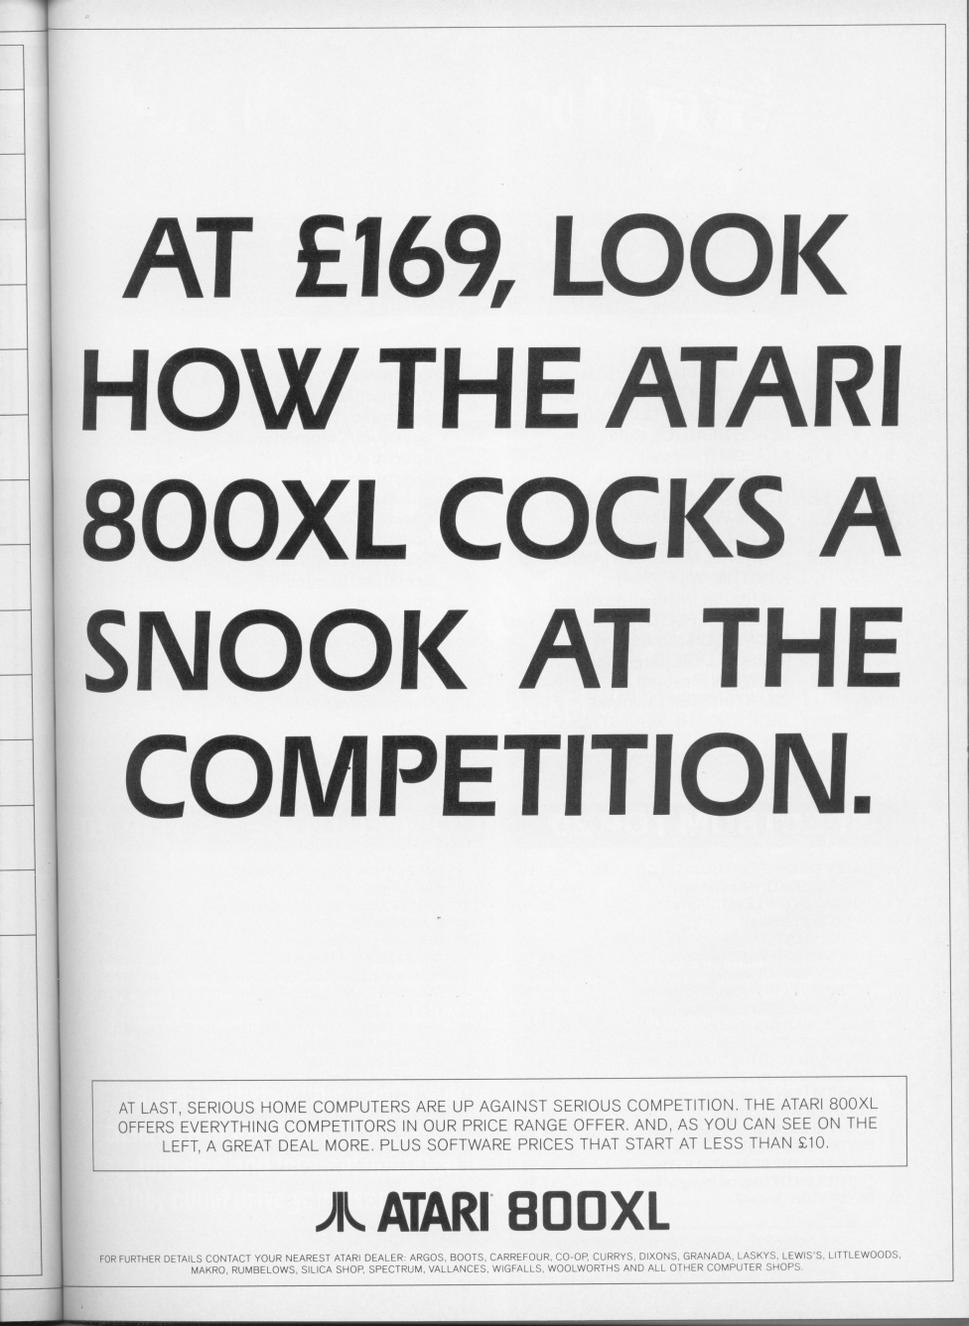 AT £169, LOOK
HOW THE ATARI
800XL COCKS A
SNOOK AT THE
COMPETITION.
AT LAST, SERIOUS HOME COMPUTERS ARE UP AGAINST SERIOUS COMPETITION. THE ATARI 800XL
OFFERS EVERYTHING COMPETITORS IN OUR PRICE RANGE OFFER. AND, AS YOU CAN SEE ON THE
LEFT, A GREAT DEAL MORE. PLUS SOFTWARE PRICES THAT START AT LESS THAN £10.
ATARI 800XL
FOR FURTHER DETAILS CONTACT YOUR NEAREST ATARI DEALER: ARGOS, BOOTS, CARREFOUR, CO-OP, CURRYS, DIXONS, GRANADA, LASKYS, LEWIS'S, LITTLEWOODS,
MAKRO, RUMBELOWS, SILICA SHOP, SPECTRUM, VALLANCES, WIGFALLS, WOOLWORTHS AND ALL OTHER COMPUTER SHOPS.